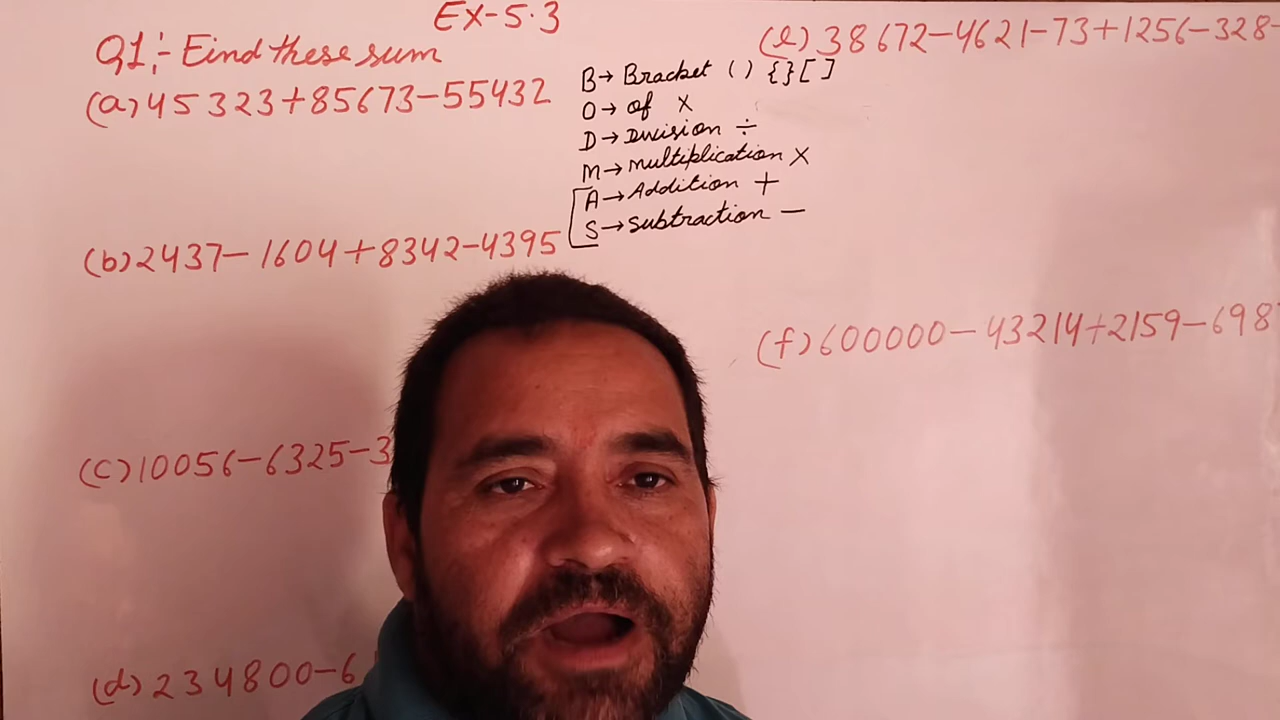 Ex-5.3
Q1:- Find these sum
(a) 45323+85673-55432
(b) 2437-1604+8342-4395
(c) 10056-6325-3
(d) 234800-6
B→Bracket () {} []
O→of ×
D→Division ÷
M→Multiplication ×
A→Addition +
S→Subtraction -
(e) 38672-4621-73+1256-328-
(f) 600000-43214+2159-698